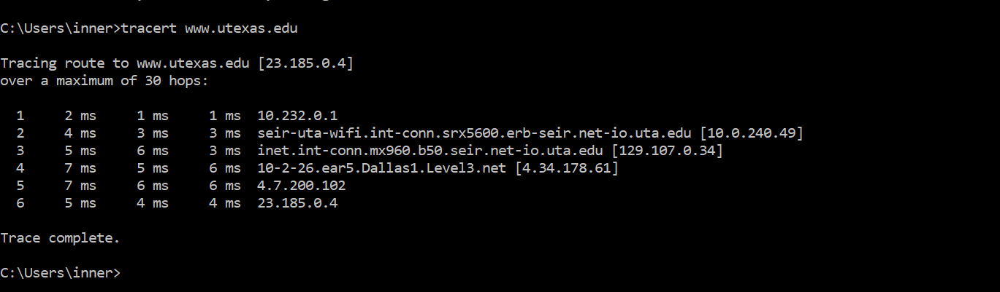 C:\Users\inner>tracert www.utexas.edu
Tracing route to www.utexas.edu [23.185.0.4]
over a maximum of 30 hops:
1 2 ms 1 ms 1 ms 10.232.0.1
2 4 ms 3 ms 3 ms seir-uta-wifi.int-conn.srx5600.erb-seir.net-io.uta.edu [10.0.240.49]
3 5 ms 6 ms 3 ms inet.int-conn.mx960.b50.seir.net-io.uta.edu [129.107.0.34]
4 7 ms 5 ms 6 ms 10-2-26.ear5.Dallas1.Level3.net [4.34.178.61]
5 7 ms 6 ms 6 ms 4.7.200.102
6 5 ms 4 ms 4 ms 23.185.0.4
Trace complete.
C:\Users\inner>